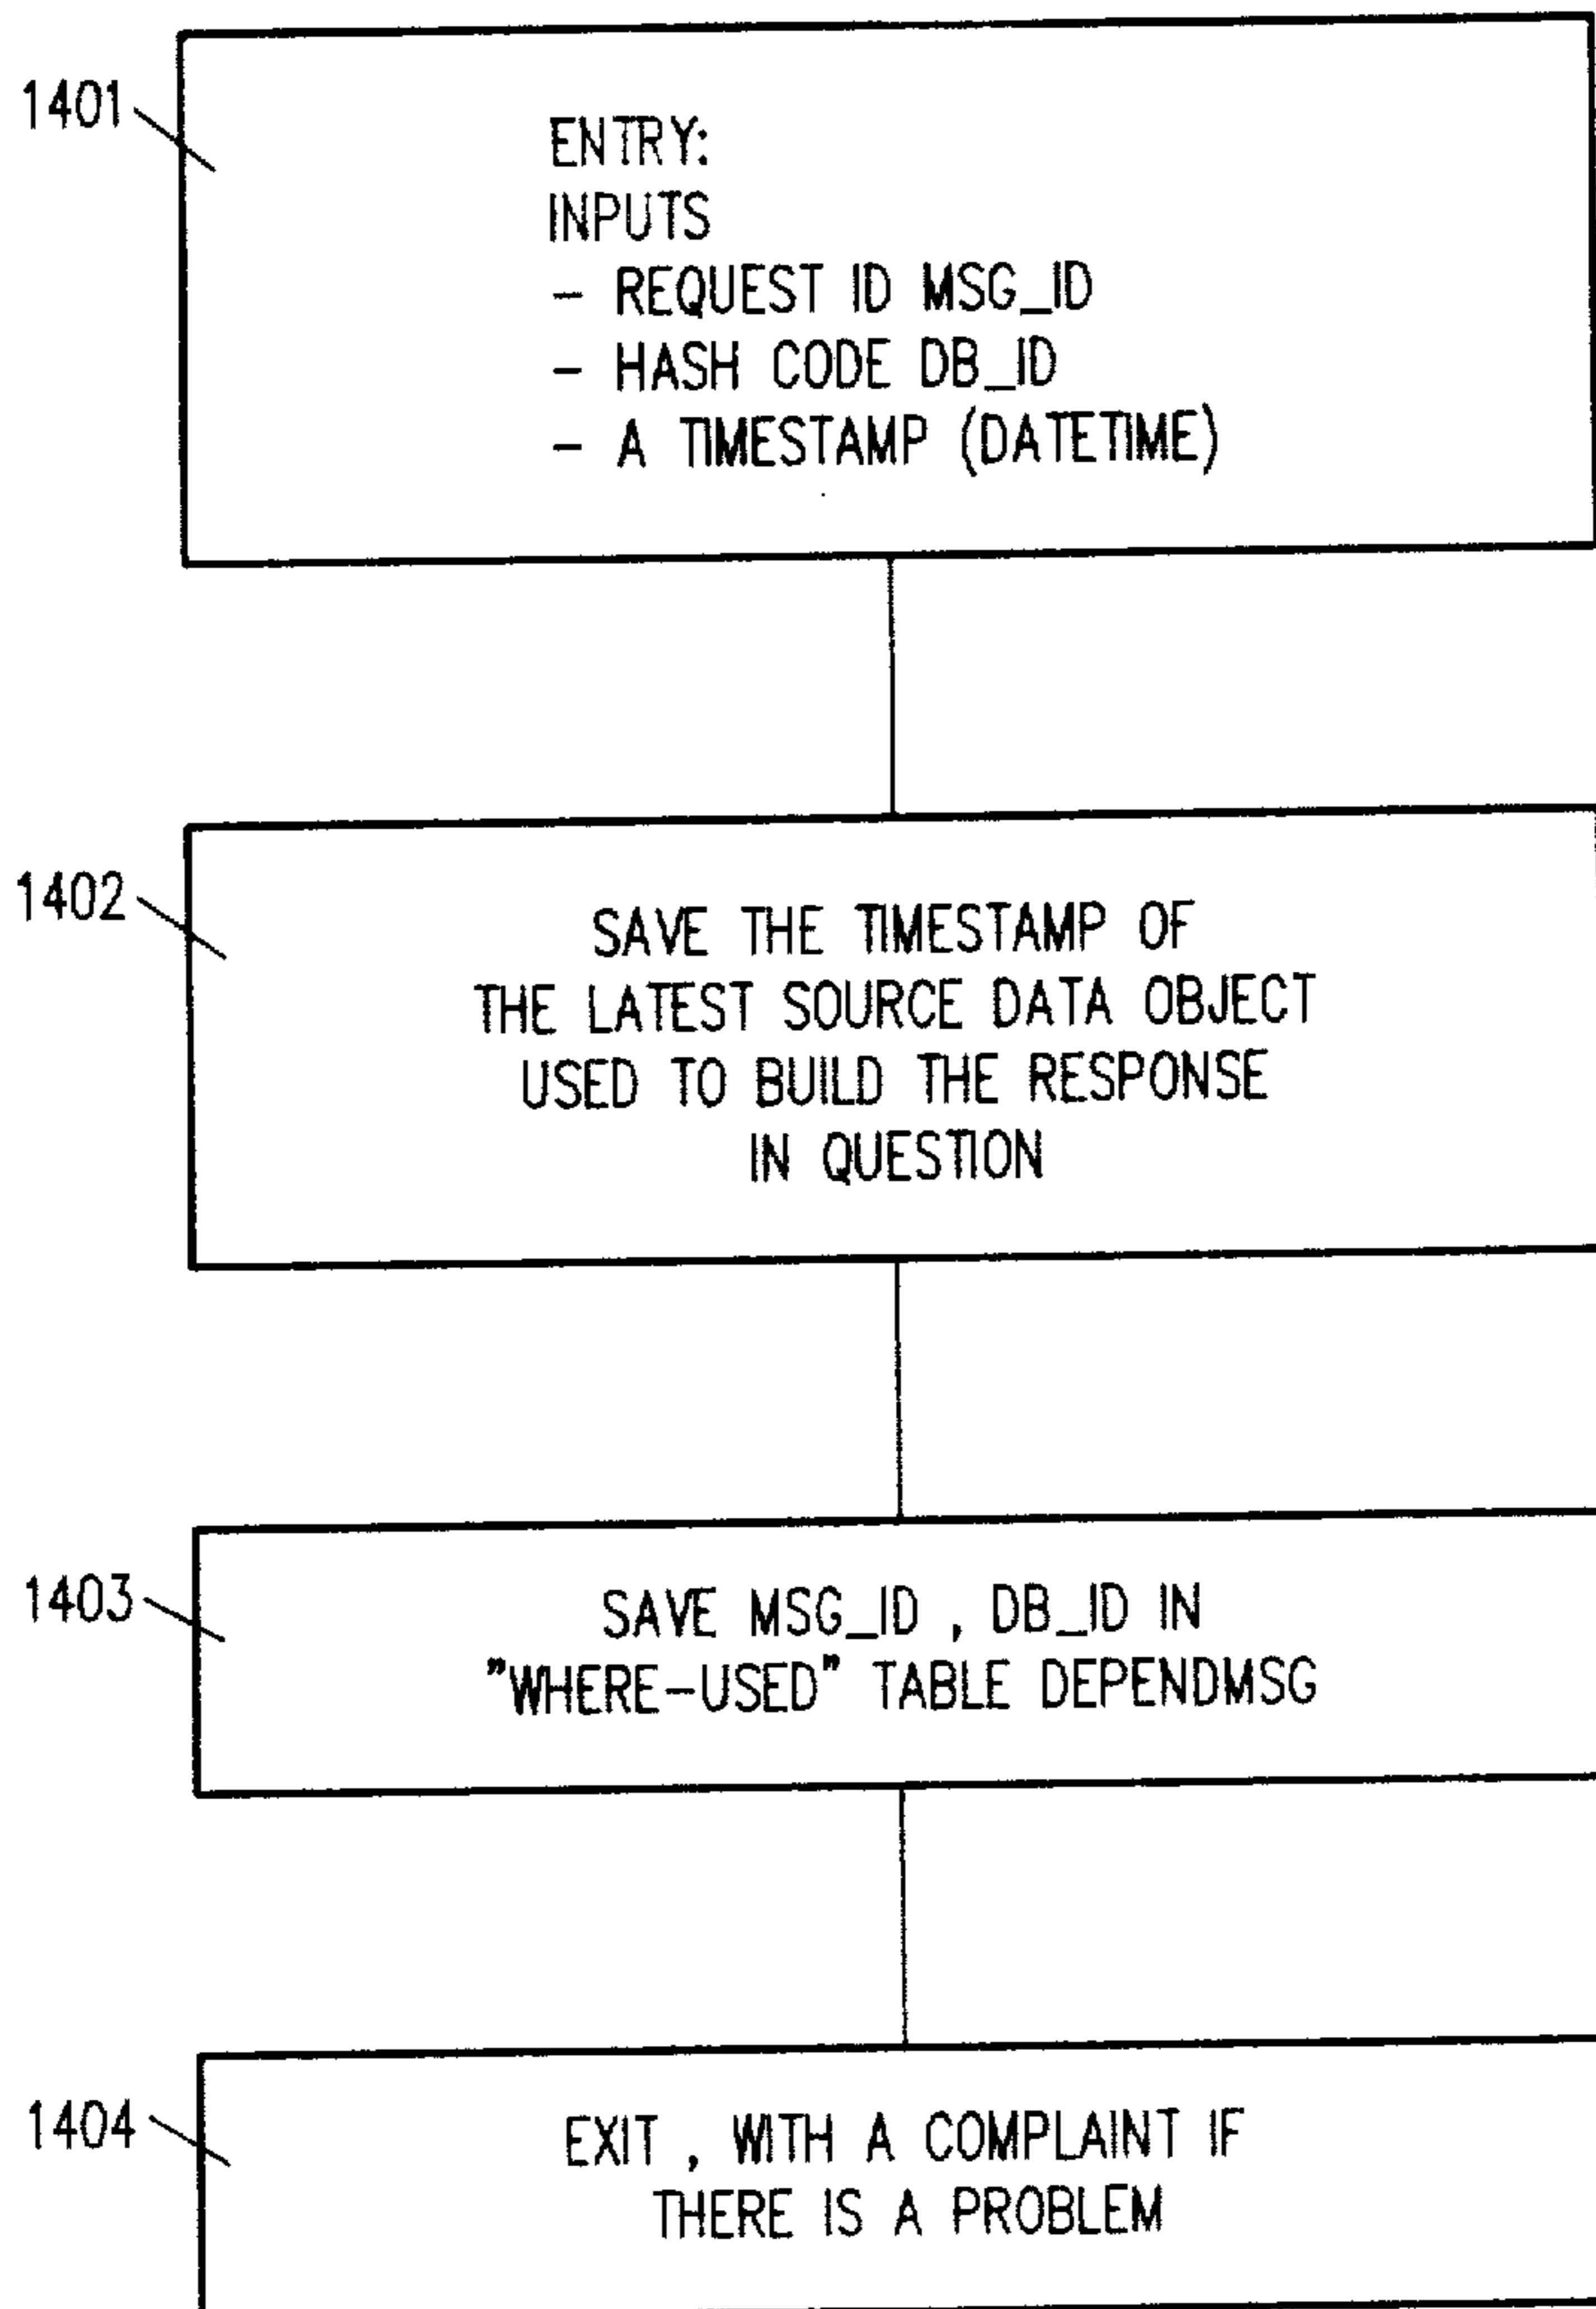 1401
ENTRY:
INPUTS
- REQUEST ID MSG_ID
- HASH CODE DB_ID
- A TIMESTAMP (DATETIME)
1402
SAVE THE TIMESTAMP OF
THE LATEST SOURCE DATA OBJECT
USED TO BUILD THE RESPONSE
IN QUESTION
1403
SAVE MSG_ID , DB_ID IN
"WHERE-USED" TABLE DEPENDMSG
1404
EXIT , WITH A COMPLAINT IF
THERE IS A PROBLEM